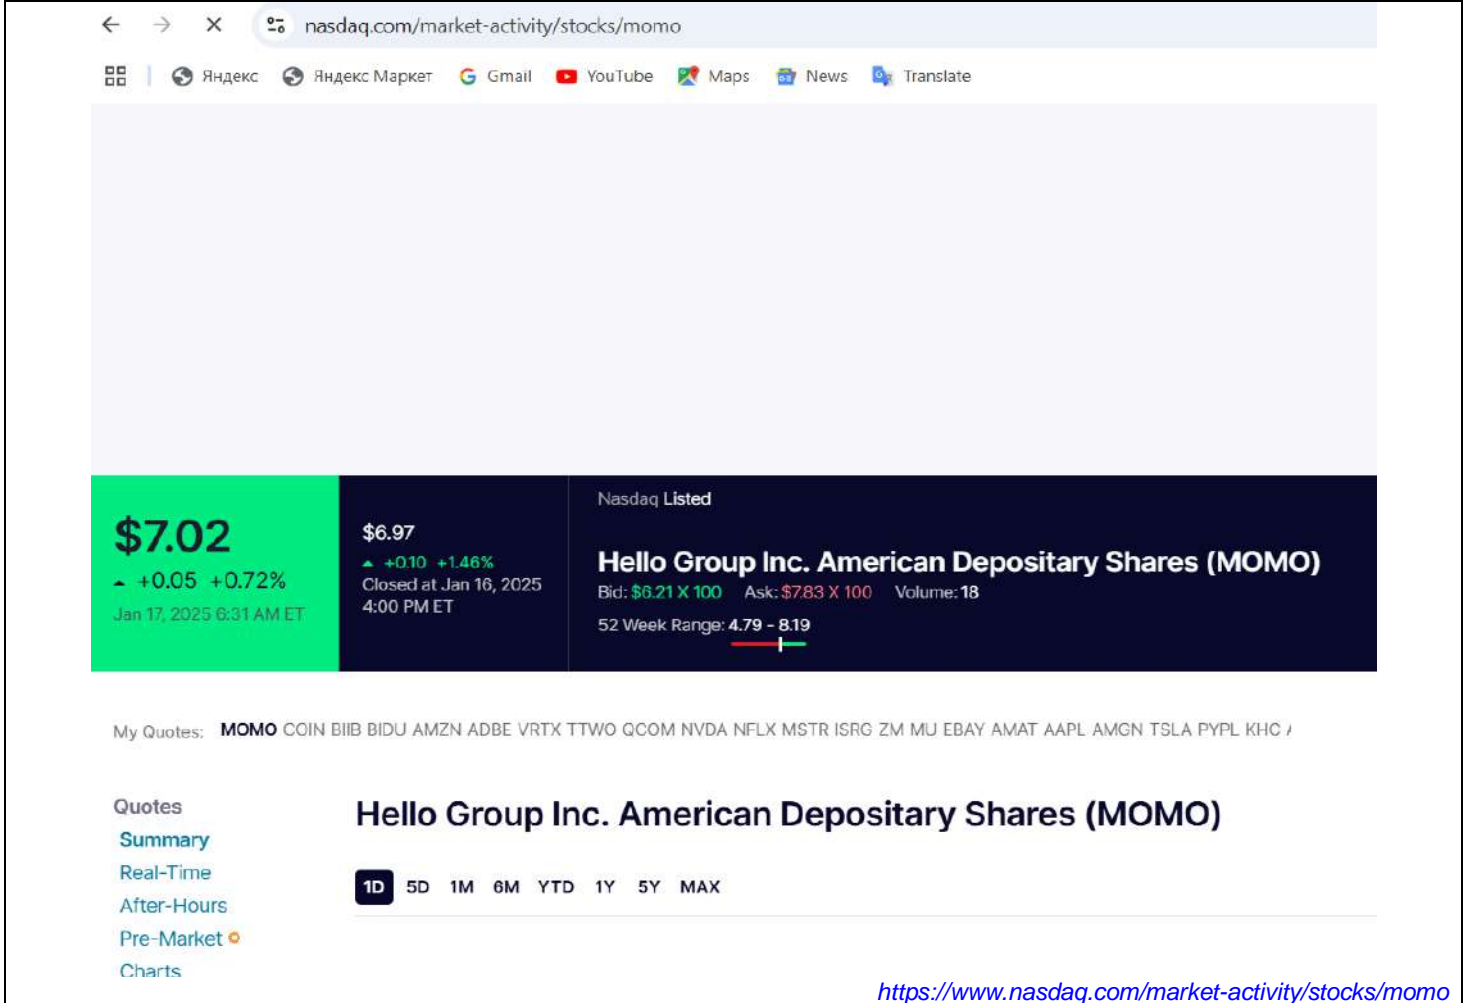 nasdaq.com/market-activity/stocks/momo
Яндекс Яндекс Маркет Gmail YouTube Maps News Translate
$7.02
+0.05 +0.72%
Jan 17, 2025 6:31 AM ET
$6.97
+0.10 +1.46%
Closed at Jan 16, 2025
4:00 PM ET
Nasdaq Listed
Hello Group Inc. American Depositary Shares (MOMO)
Bid: $6.21 X 100 Ask: $7.83 X 100 Volume: 18
52 Week Range: 4.79 - 8.19
My Quotes: MOMO COIN BIIB BIDU AMZN ADBE VRTX TTWO QCOM NVDA NFLX MSTR ISRG ZM MU EBAY AMAT AAPL AMGN TSLA PYPL KHC
Quotes
Summary
Real-Time
After-Hours
Pre-Market
Charts
Hello Group Inc. American Depositary Shares (MOMO)
1D 5D 1M 6M YTD 1Y 5Y MAX
https://www.nasdaq.com/market-activity/stocks/momo